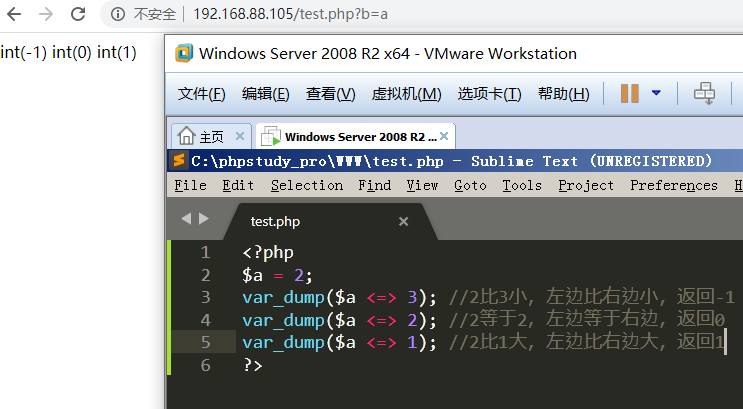 不安全 | 192.168.88.105/test.php?b=a
int(-1) int(0) int(1)
Windows Server 2008 R2 x64 - VMware Workstation
文件(F) 编辑(E) 查看(V) 虚拟机(M) 选项卡(T) 帮助(H)
主页 Windows Server 2008 R2 ...
C:\phpstudy_pro\WWW\test.php - Sublime Text (UNREGISTERED)
File Edit Selection Find View Goto Tools Project Preferences H
test.php
1 <?php
2 $a = 2;
3 var_dump($a <=> 3); //2比3小, 左边比右边小, 返回-1
4 var_dump($a <=> 2); //2等于2, 左边等于右边, 返回0
5 var_dump($a <=> 1); //2比1大, 左边比右边大, 返回1
6 ?>